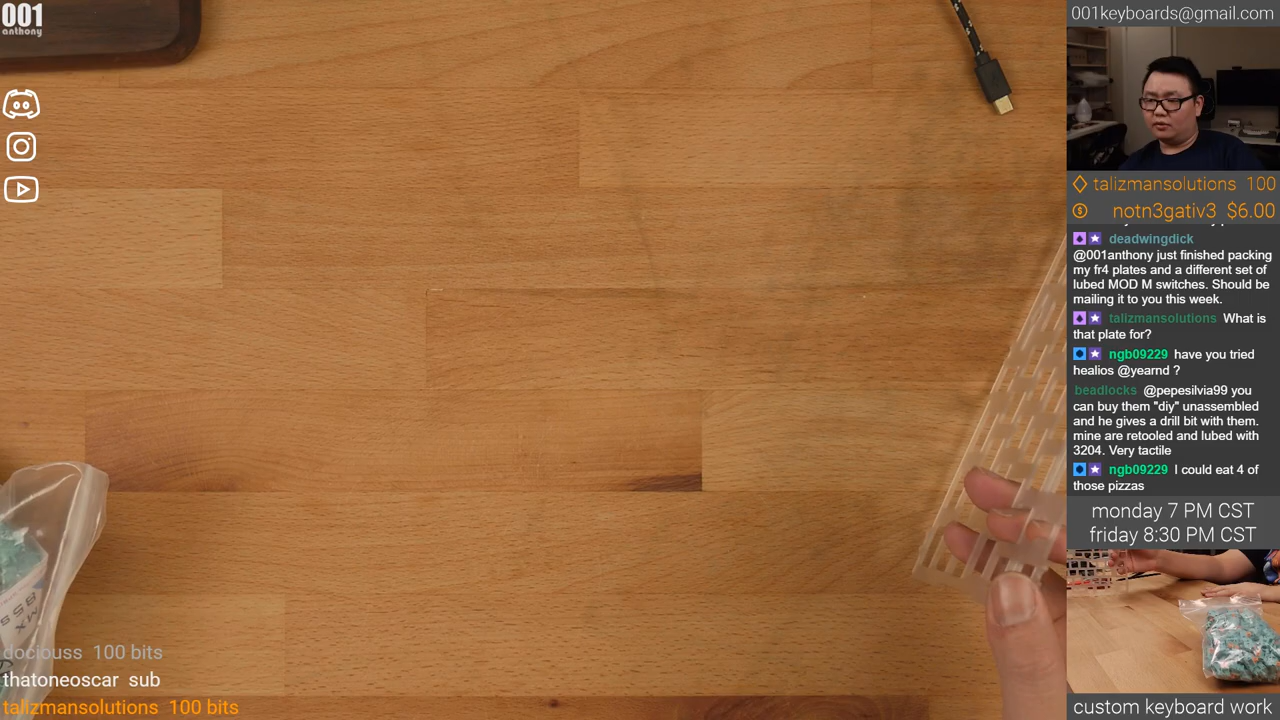 001
anthony
001keyboards@gmail.com
talizmansolutions 100
notn3gativ3 $6.00
deadwingdick
@001anthony just finished packing
my fr4 plates and a different set of
lubed MOD M switches. Should be
mailing it to you this week.
talizmansolutions What is
that plate for?
ngb09229 have you tried
healios @yearnd ?
beadlocks @pepesilvia99 you
can buy them "diy" unassembled
and he gives a drill bit with them.
mine are retooled and lubed with
3204. Very tactile
ngb09229 I could eat 4 of
those pizzas
monday 7 PM CST
friday 8:30 PM CST
custom keyboard work
dociouss 100 bits
thatoneoscar sub
talizmansolutions 100 bits